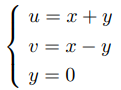 u = x + y
v = x − y
y = 0